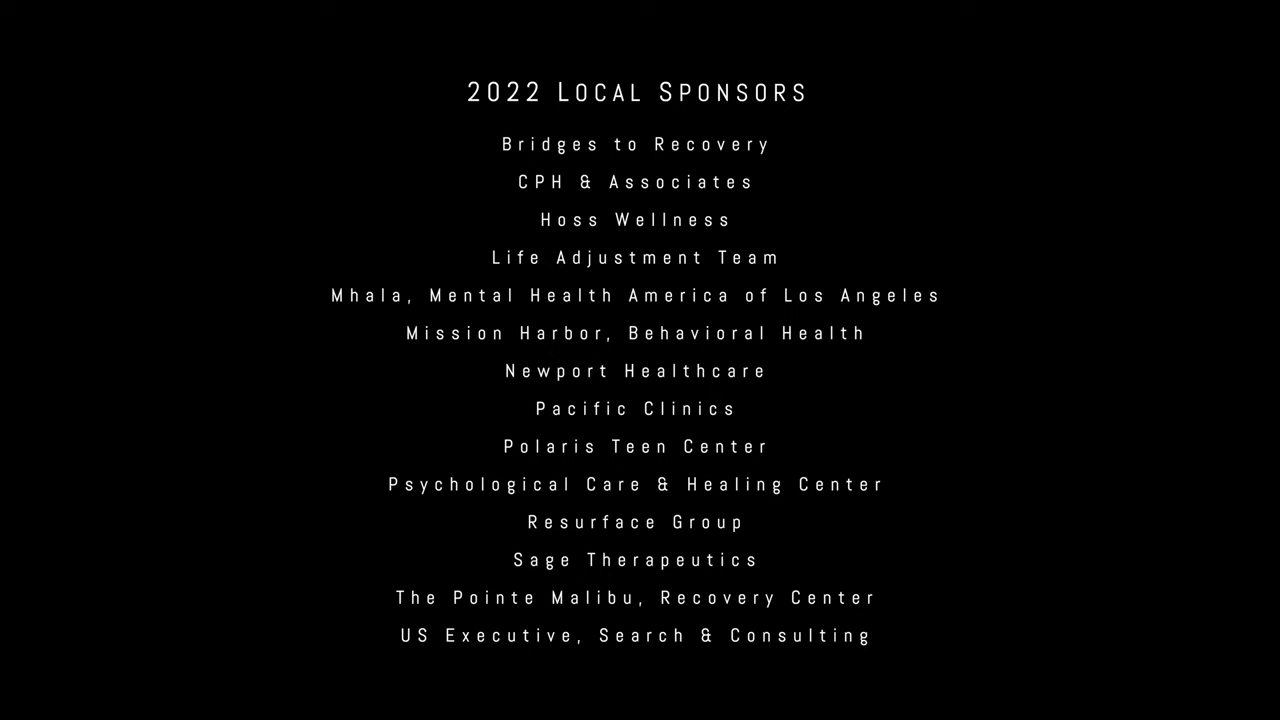 2022 Local Sponsors
Bridges to Recovery
CPH & Associates
Hoss Wellness
Life Adjustment Team
Mhala, Mental Health America of Los Angeles
Mission Harbor, Behavioral Health
Newport Healthcare
Pacific Clinics
Polaris Teen Center
Psychological Care & Healing Center
Resurface Group
Sage Therapeutics
The Pointe Malibu, Recovery Center
US Executive, Search & Consulting